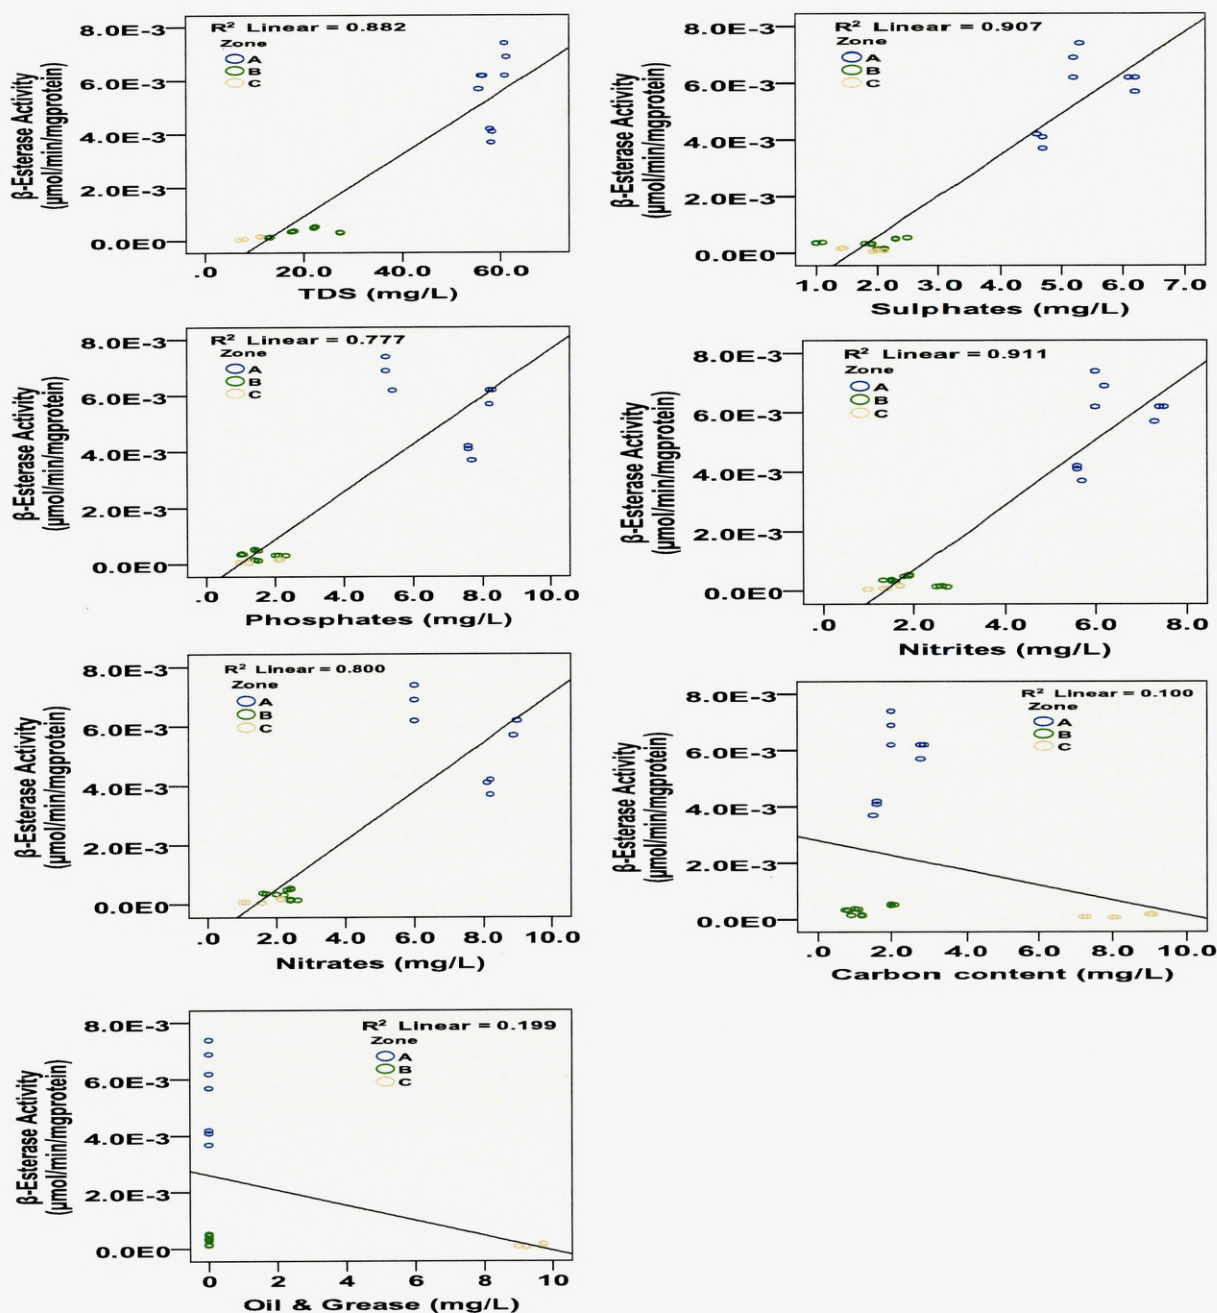 R² Linear = 0.882
Zone
A
B
C
8.0E-3
6.0E-3
4.0E-3
2.0E-3
0.0E0
β-Esterase Activity
(μmol/min/mgprotein)
.0 20.0 40.0 60.0
TDS (mg/L)
R² Linear = 0.907
Zone
A
B
C
8.0E-3
6.0E-3
4.0E-3
2.0E-3
0.0E0
β-Esterase Activity
(μmol/min/mgprotein)
1.0 2.0 3.0 4.0 5.0 6.0 7.0
Sulphates (mg/L)
R² Linear = 0.777
Zone
A
B
C
8.0E-3
6.0E-3
4.0E-3
2.0E-3
0.0E0
β-Esterase Activity
(μmol/min/mgprotein)
.0 2.0 4.0 6.0 8.0 10.0
Phosphates (mg/L)
R² Linear = 0.911
Zone
A
B
C
8.0E-3
6.0E-3
4.0E-3
2.0E-3
0.0E0
β-Esterase Activity
(μmol/min/mgprotein)
.0 2.0 4.0 6.0 8.0
Nitrites (mg/L)
R² Linear = 0.800
Zone
A
B
C
8.0E-3
6.0E-3
4.0E-3
2.0E-3
0.0E0
β-Esterase Activity
(μmol/min/mgprotein)
.0 2.0 4.0 6.0 8.0 10.0
Nitrates (mg/L)
R² Linear = 0.100
Zone
A
B
C
8.0E-3
6.0E-3
4.0E-3
2.0E-3
0.0E0
β-Esterase Activity
(μmol/min/mgprotein)
.0 2.0 4.0 6.0 8.0 10.0
Carbon content (mg/L)
R² Linear = 0.199
Zone
A
B
C
8.0E-3
6.0E-3
4.0E-3
2.0E-3
0.0E0
β-Esterase Activity
(μmol/min/mgprotein)
0 2 4 6 8 10
Oil & Grease (mg/L)